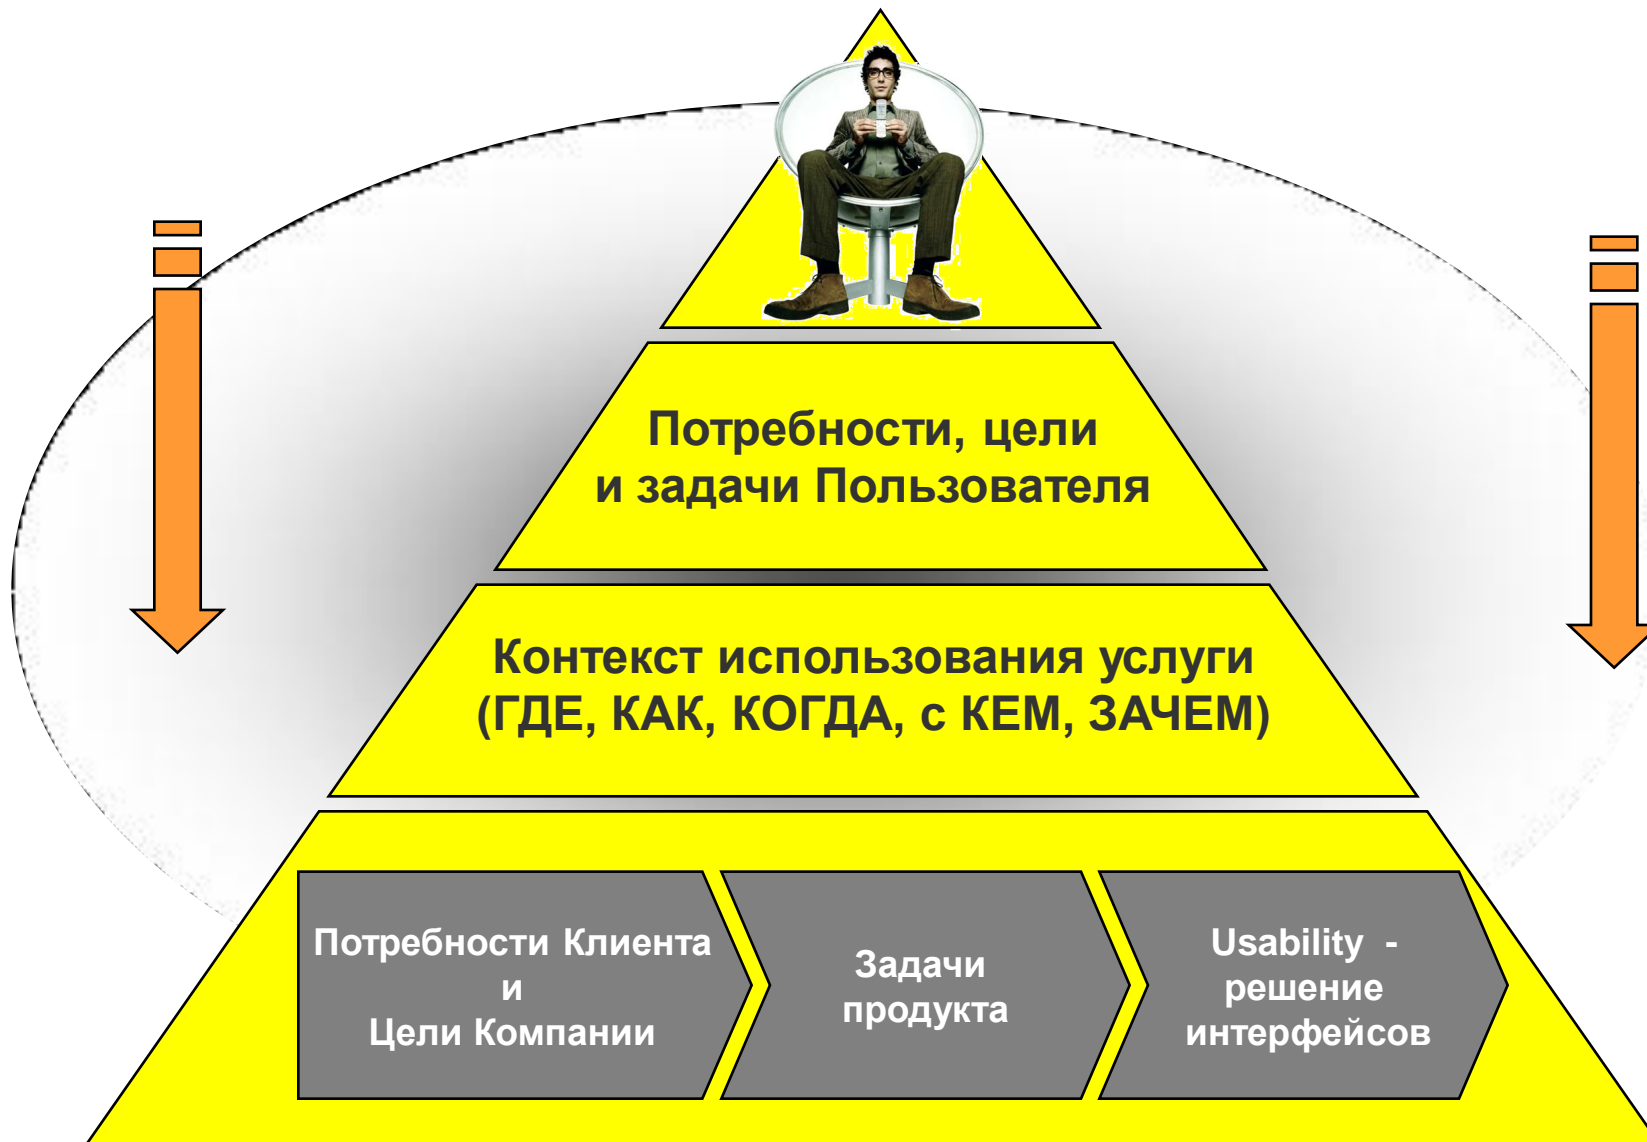 Потребности, цели
и задачи Пользователя
Контекст использования услуги
(ГДЕ, КАК, КОГДА, с КЕМ, ЗАЧЕМ)
Потребности Клиента
и
Цели Компании
Задачи
продукта
Usability -
решение
интерфейсов